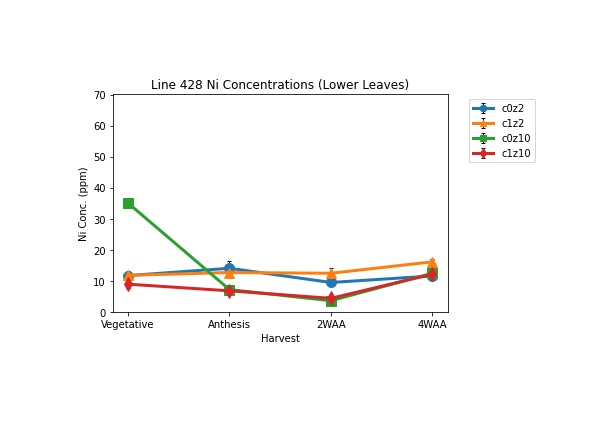 Line 428 Ni Concentrations (Lower Leaves)
70
60
50
40
30
20
10
0
Ni Conc. (ppm)
Vegetative
Anthesis
2WAA
4WAA
Harvest
c0z2
c1z2
c0z10
c1z10